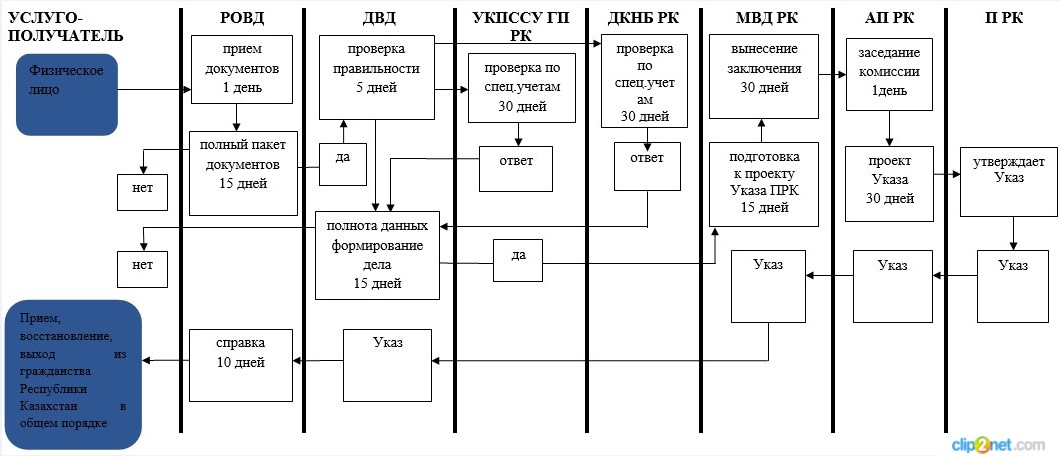 УСЛУГО-
ПОЛУЧАТЕЛЬ
РОВД
ДВД
УКПССУ ГП
РК
ДКНБ РК
МВД РК
АП РК
П РК
Физическое
лицо
прием
документов
1 день
проверка
правильности
5 дней
проверка по
спец.учетам
30 дней
проверка
по
спец.учет
ам
30 дней
вынесение
заключения
30 дней
заседание
комиссии
1день
полный пакет
документов
15 дней
да
нет
ответ
ответ
подготовка
к проекту
Указа ПРК
15 дней
проект
Указа
30 дней
утверждает
Указ
полнота данных
формирование
дела
15 дней
нет
да
Указ
Указ
Указ
Прием,
восстановление,
выход из
гражданства
Республики
Казахстан в
общем порядке
справка
10 дней
Указ
clip2net.com